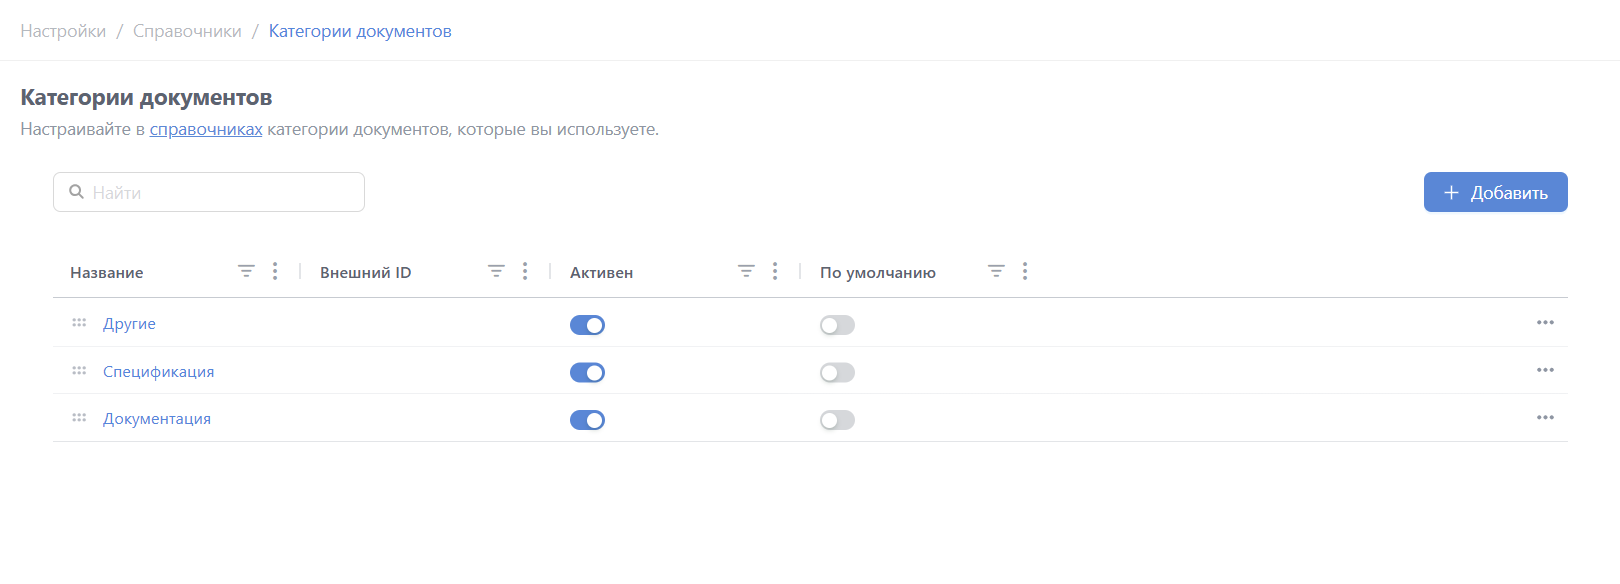 Настройки / Справочники / Категории документов
Категории документов
Настраивайте в справочниках категории документов, которые вы используете.
Найти
+ Добавить
Название Внешний ID Активен По умолчанию
Другие
Спецификация
Документация